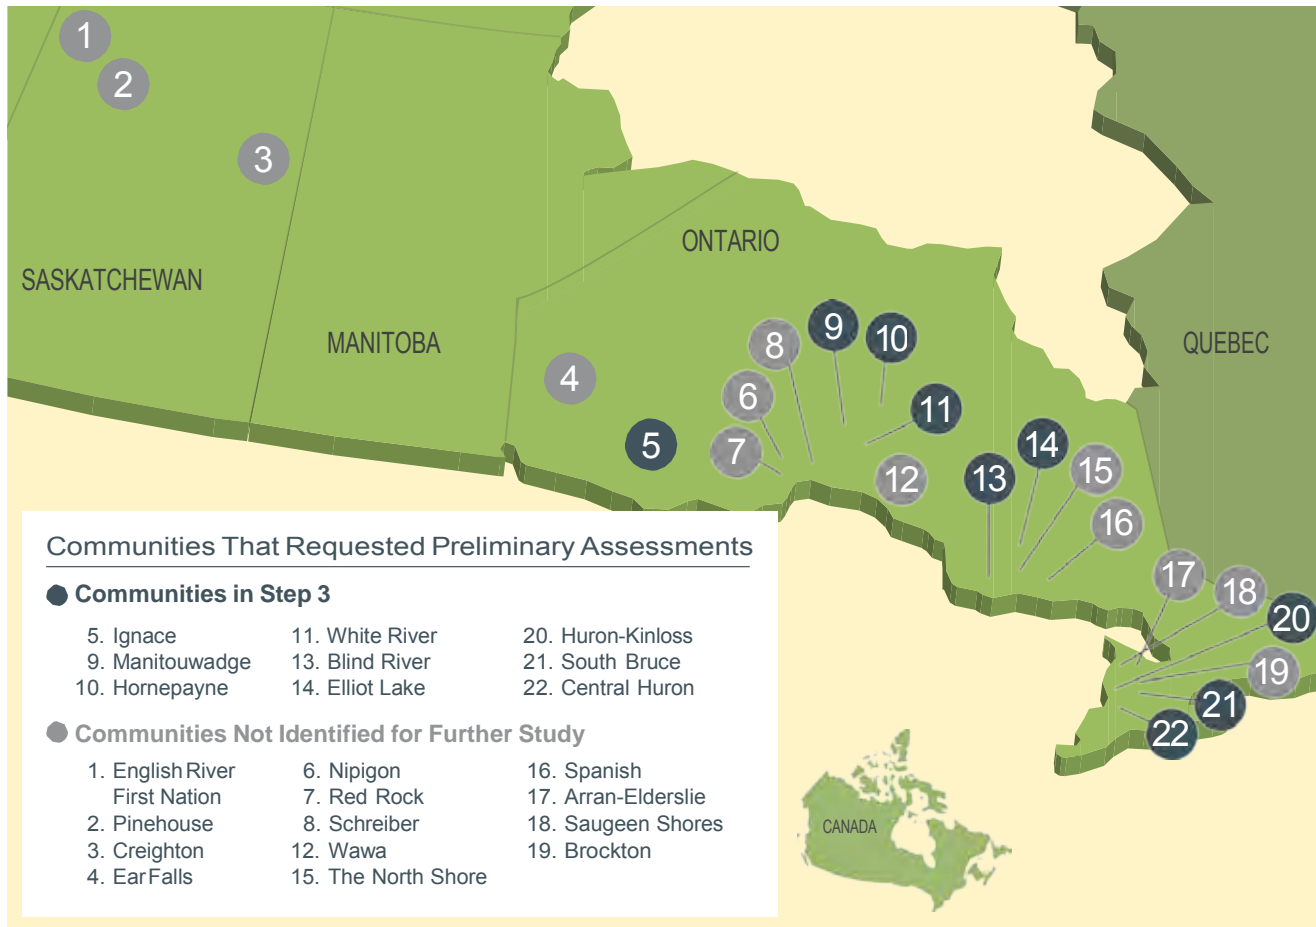 1
2
3
ONTARIO
SASKATCHEWAN
MANITOBA
QUEBEC
4
5
6
7
8
9
10
11
12
13
14
15
16
17
18
20
19
21
22
Communities That Requested Preliminary Assessments
Communities in Step 3
5. Ignace
9. Manitouwadge
10. Hornepayne
11. White River
13. Blind River
14. Elliot Lake
20. Huron-Kinloss
21. South Bruce
22. Central Huron
Communities Not Identified for Further Study
1. English River
First Nation
2. Pinehouse
3. Creighton
4. Ear Falls
6. Nipigon
7. Red Rock
8. Schreiber
12. Wawa
15. The North Shore
16. Spanish
17. Arran-Elderslie
18. Saugeen Shores
19. Brockton
CANADA